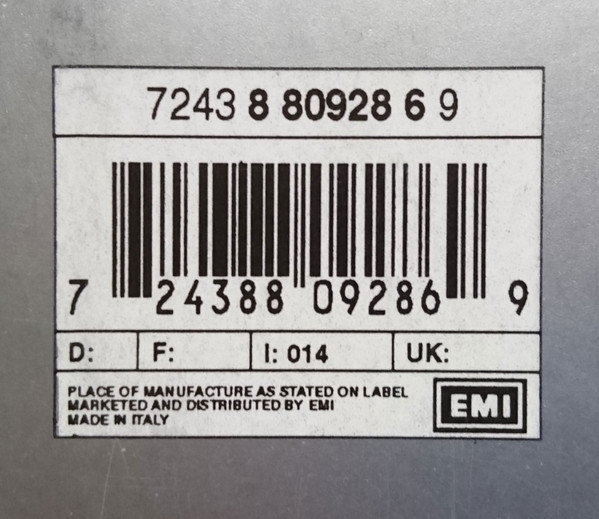 7243 8 80928 6 9
7 24388 09286 9
D: F: I: 014 UK:
PLACE OF MANUFACTURE AS STATED ON LABEL
MARKETED AND DISTRIBUTED BY EMI
MADE IN ITALY
EMI